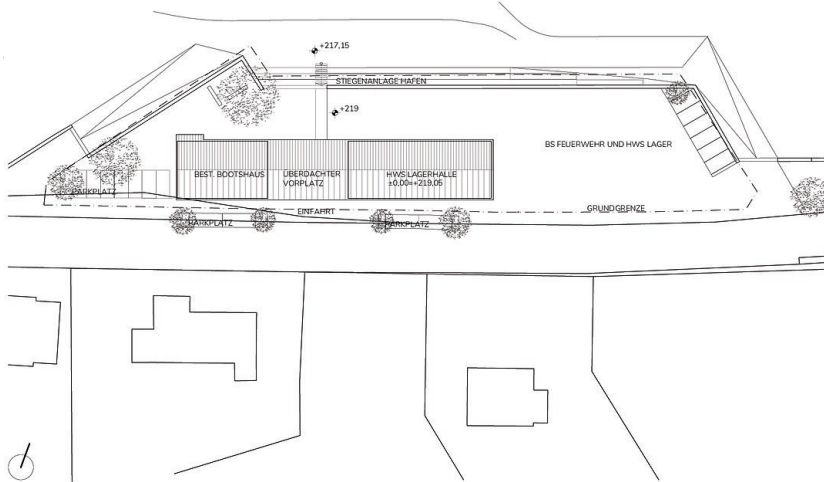 +217,15
STIEGENANLAGE HAFEN
+219
BS FEUERWEHR UND HWS LAGER
BEST. BOOTSHAUS
ÜBERDACHTER
VORPLATZ
HWS LAGERHALLE
±0,00=+219,05
PARKPLATZ
EINFAHRT
GRUNDGRENZE
PARKPLATZ
PARKPLATZ